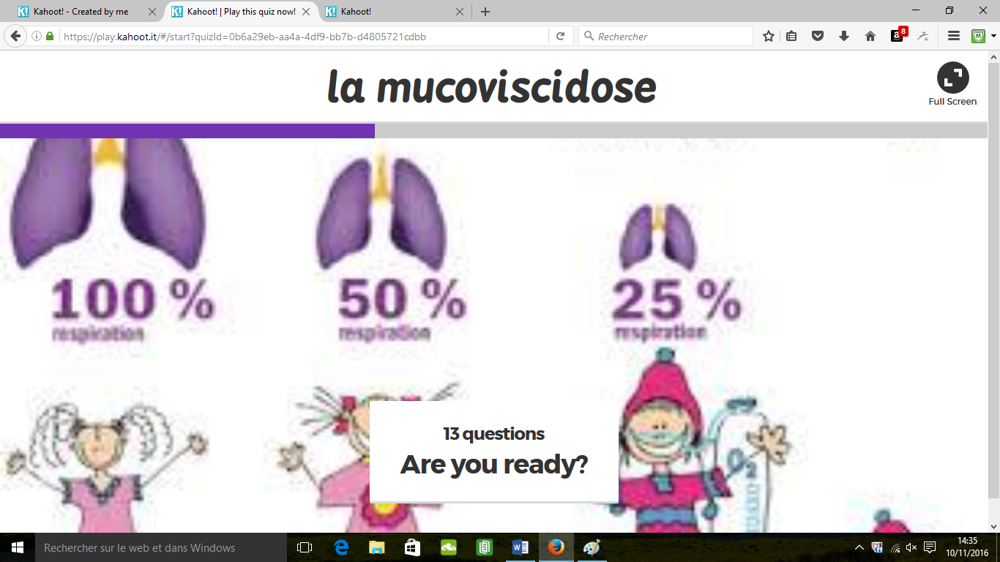 Kahoot! - Created by me
Kahoot! | Play this quiz now!
Kahoot!
https://play.kahoot.it/#/start?quizId=0b6a29eb-aa4a-4df9-bb7b-d4805721cdbb
Rechercher
8
la mucoviscidose
Full Screen
100 %
respiration
50 %
respiration
25 %
respiration
O2
13 questions
Are you ready?
Rechercher sur le web et dans Windows
14:35
10/11/2016